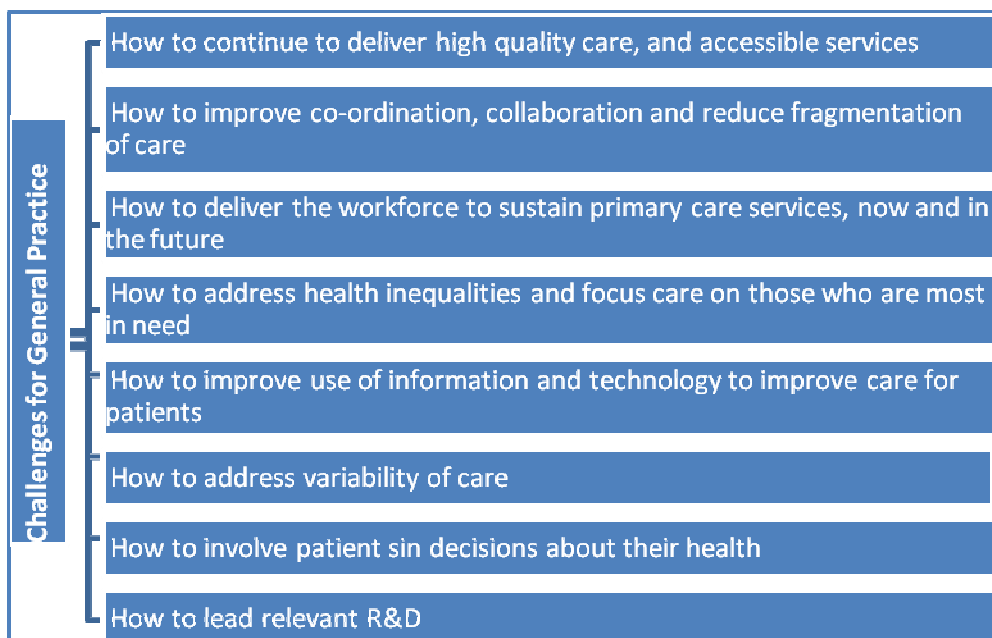 Challenges for General Practice
How to continue to deliver high quality care, and accessible services
How to improve co-ordination, collaboration and reduce fragmentation
of care
How to deliver the workforce to sustain primary care services, now and in
the future
How to address health inequalities and focus care on those who are most
in need
How to improve use of information and technology to improve care for
patients
How to address variability of care
How to involve patient sin decisions about their health
How to lead relevant R&D